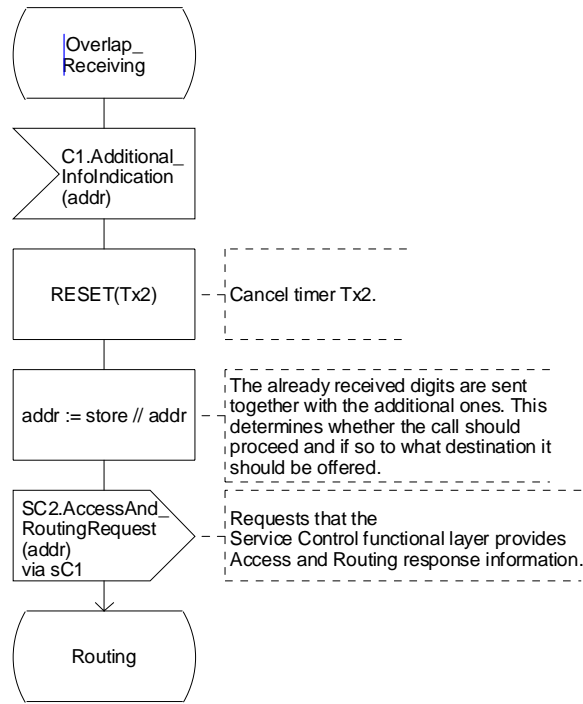 Overlap_
Receiving
C1.Additional_
InfoIndication
(addr)
RESET(Tx2)
Cancel timer Tx2.
addr := store // addr
The already received digits are sent
together with the additional ones. This
determines whether the call should
proceed and if so to what destination it
should be offered.
SC2.AccessAnd_
RoutingRequest
(addr)
via sC1
Requests that the
Service Control functional layer provides
Access and Routing response information.
Routing